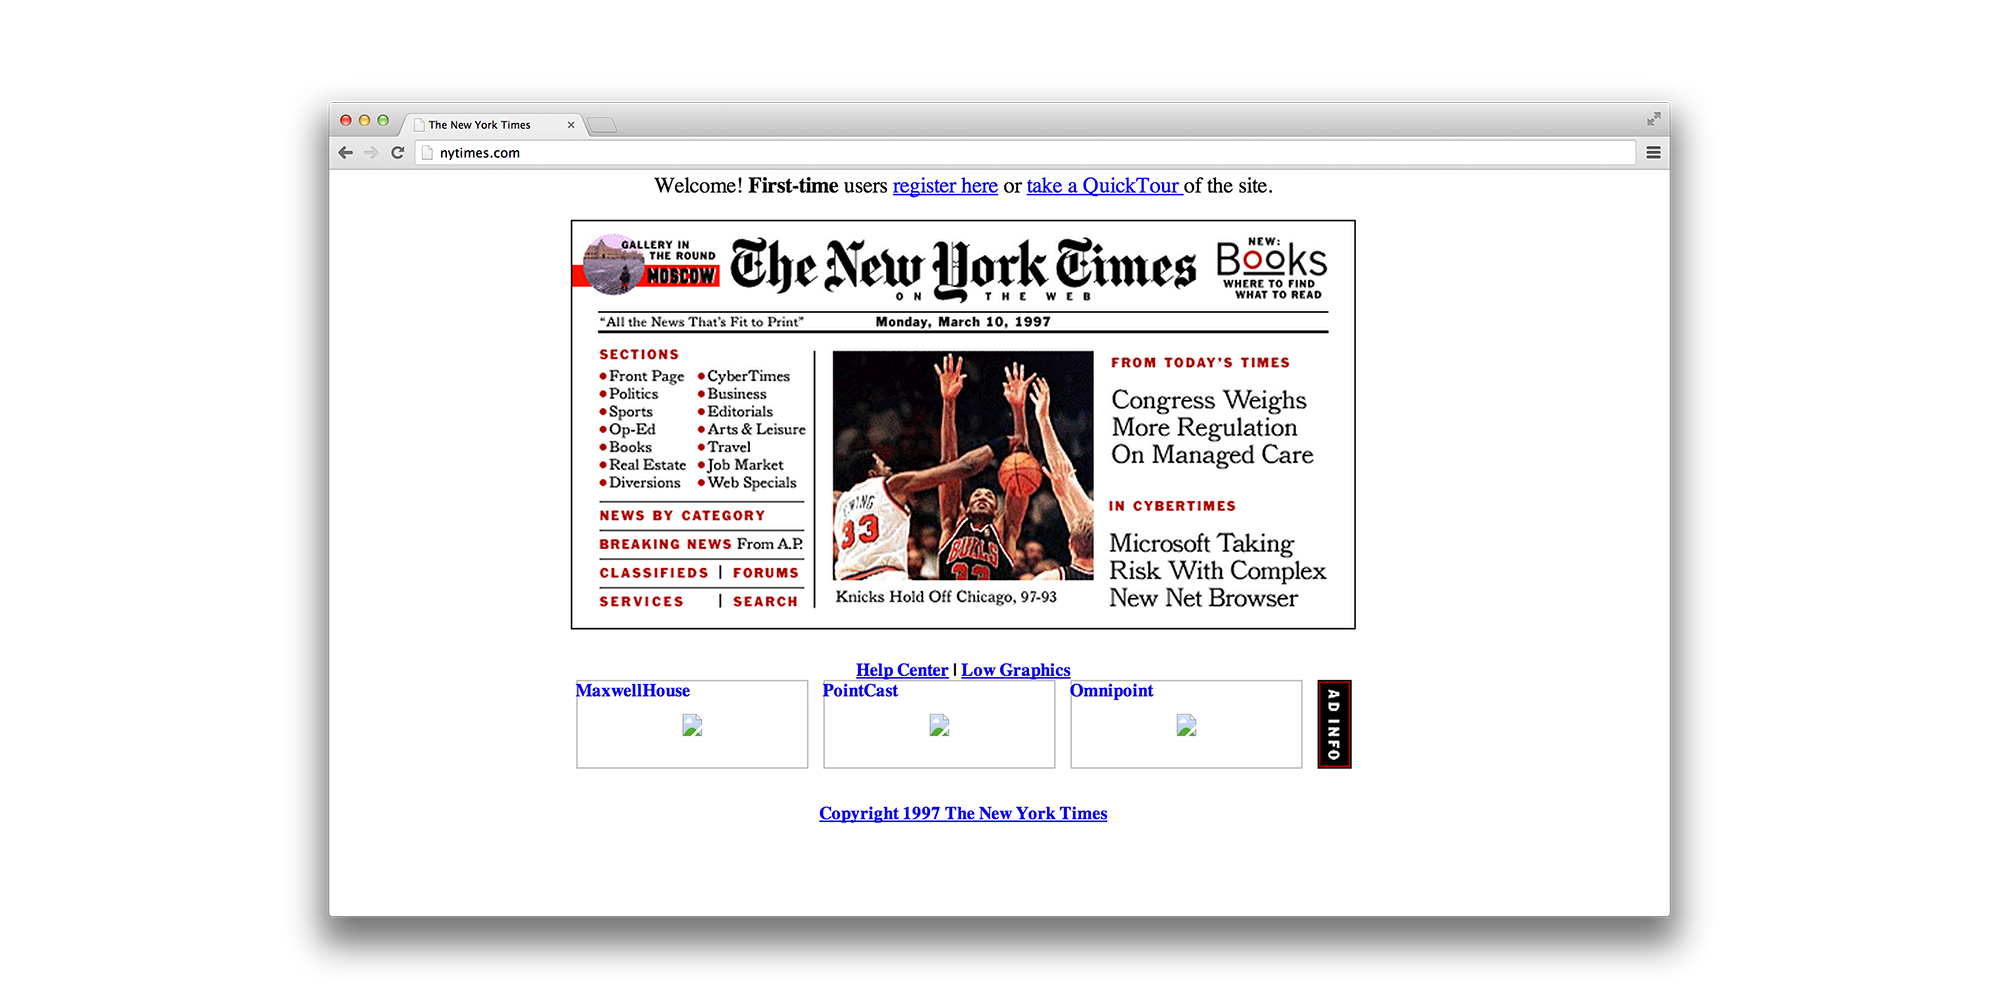 The New York Times
nytimes.com
Welcome! First-time users register here or take a QuickTour of the site.
GALLERY IN
THE ROUND
MOSCOW
The New York Times
ON THE WEB
NEW:
BOOKS
WHERE TO FIND
WHAT TO READ
"All the News That's Fit to Print"
Monday, March 10, 1997
SECTIONS
Front Page
Politics
Sports
Op-Ed
Books
Real Estate
Diversions
CyberTimes
Business
Editorials
Arts & Leisure
Travel
Job Market
Web Specials
NEWS BY CATEGORY
BREAKING NEWS From A.P.
CLASSIFIEDS | FORUMS
SERVICES | SEARCH
EWING
33
BULLS
33
Knicks Hold Off Chicago, 97-93
FROM TODAY'S TIMES
Congress Weighs
More Regulation
On Managed Care
IN CYBERTIMES
Microsoft Taking
Risk With Complex
New Net Browser
Help Center | Low Graphics
MaxwellHouse
PointCast
Omnipoint
AD INFO
Copyright 1997 The New York Times